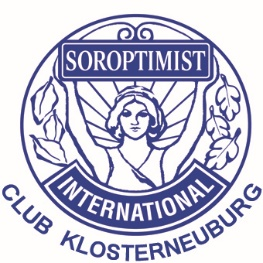 SOROPTIMIST
INTERNATIONAL
CLUB KLOSTERNEUBURG